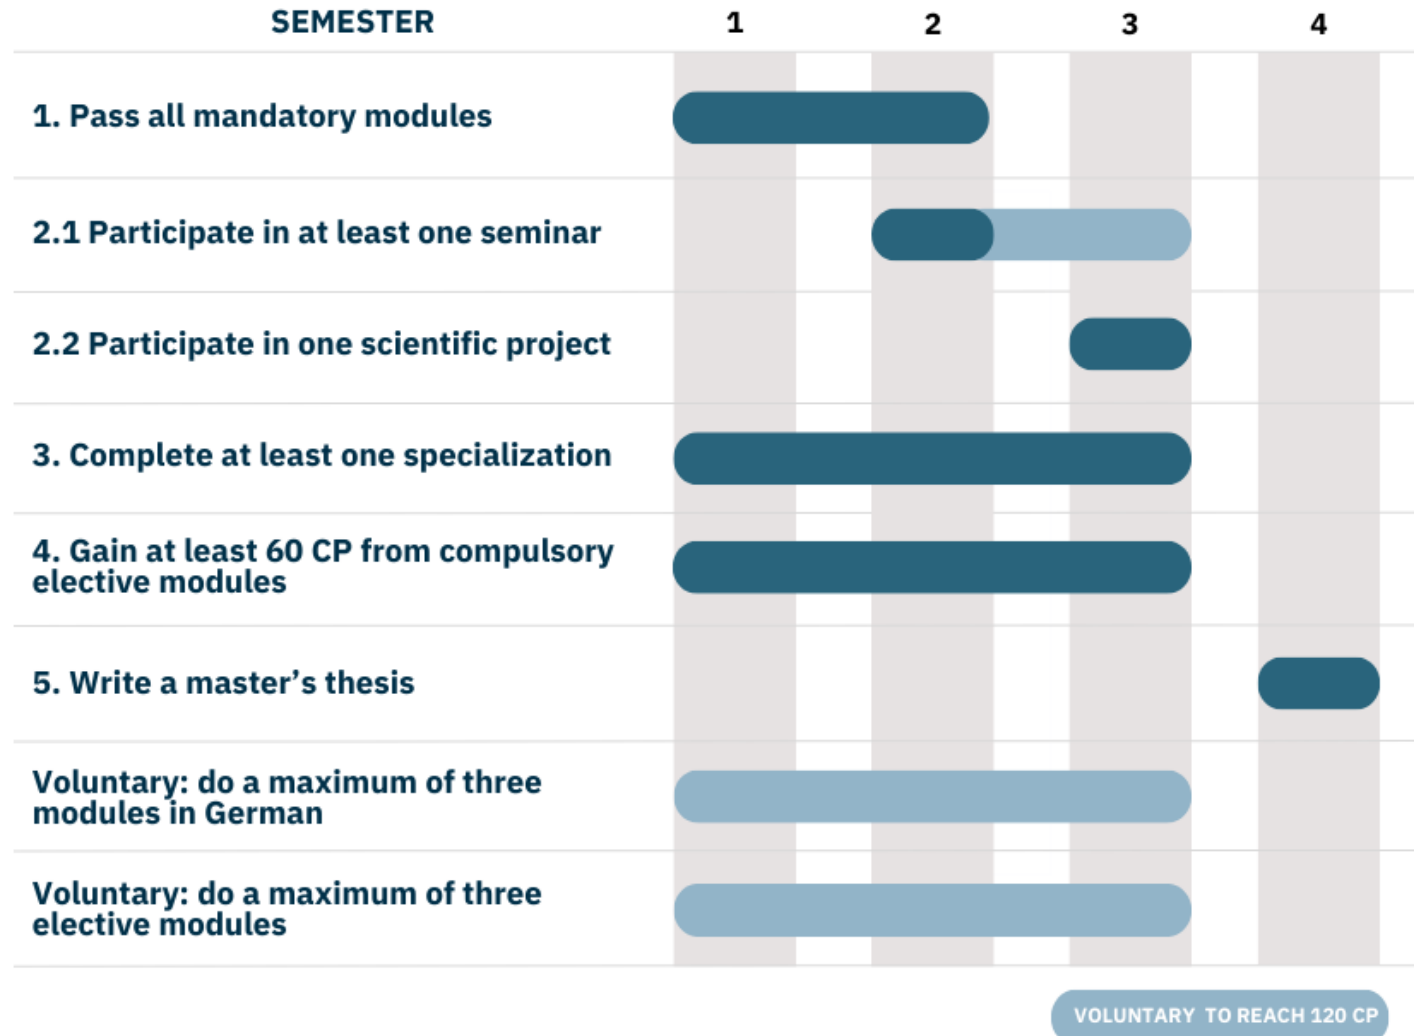 SEMESTER 1 2 3 4
1. Pass all mandatory modules
2.1 Participate in at least one seminar
2.2 Participate in one scientific project
3. Complete at least one specialization
4. Gain at least 60 CP from compulsory
elective modules
5. Write a master’s thesis
Voluntary: do a maximum of three
modules in German
Voluntary: do a maximum of three
elective modules
VOLUNTARY TO REACH 120 CP